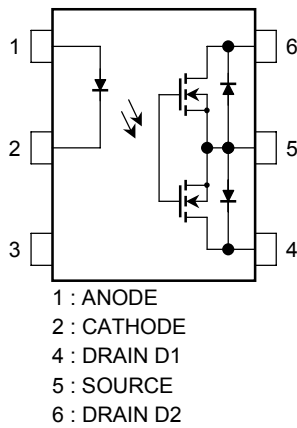 1
6
2
5
3
4
1 : ANODE
2 : CATHODE
4 : DRAIN D1
5 : SOURCE
6 : DRAIN D2